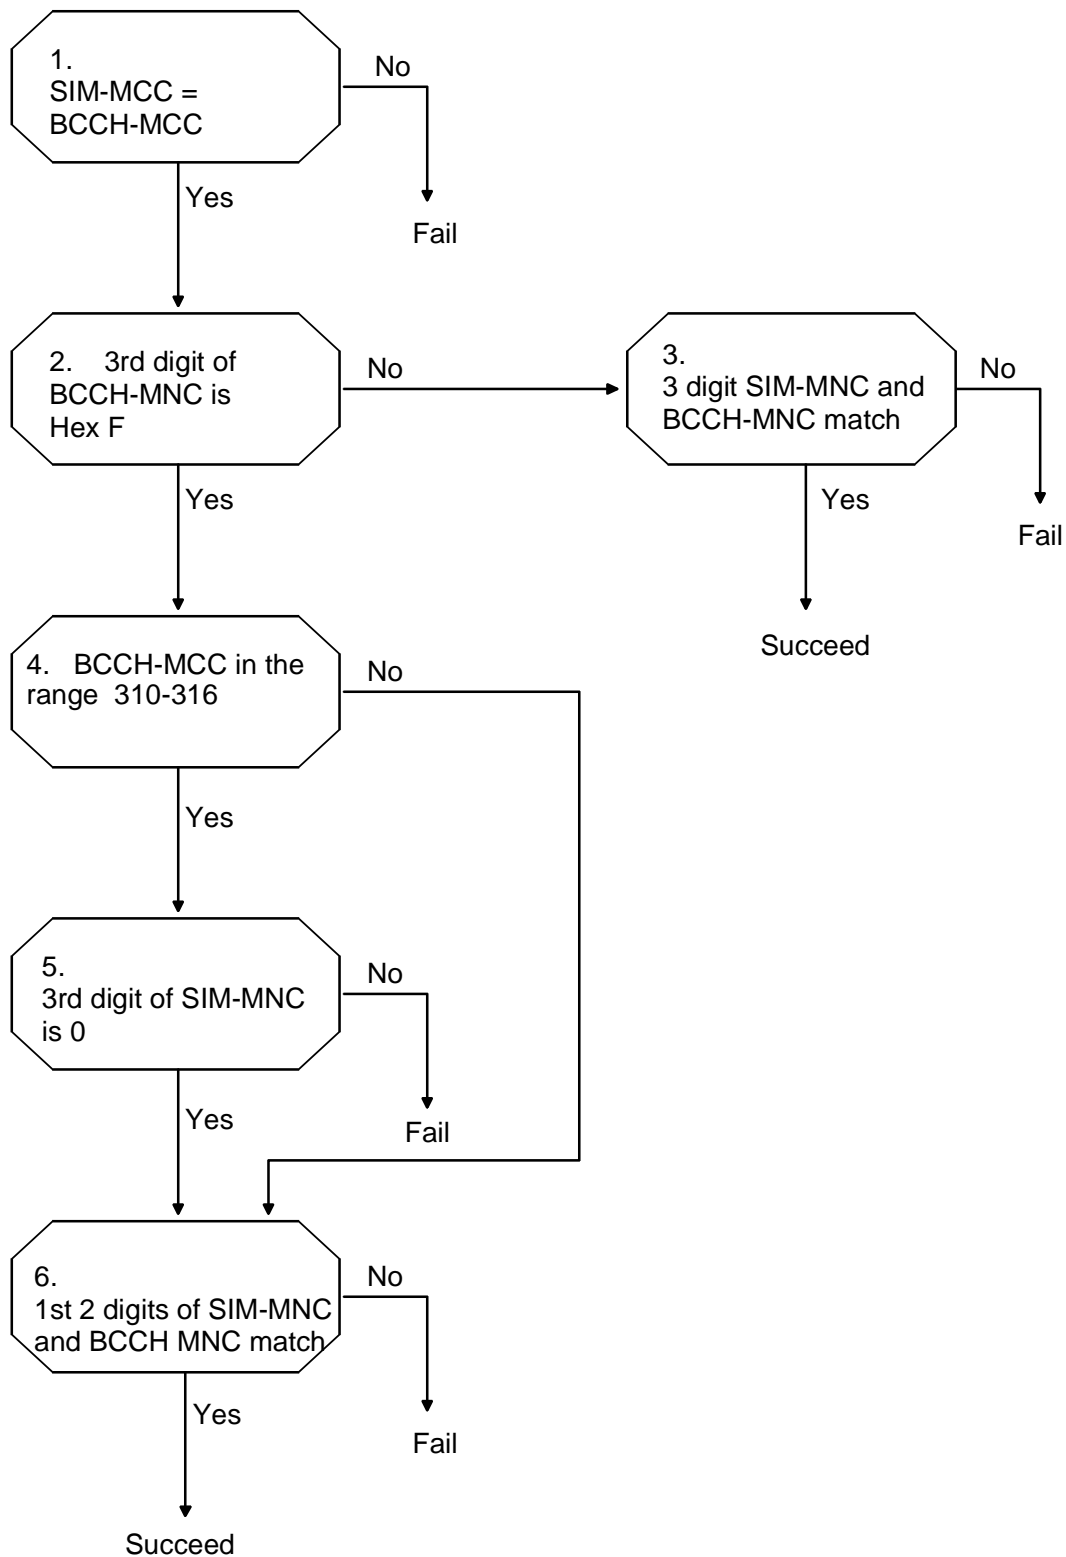 1.
SIM-MCC =
BCCH-MCC
No
Yes
Fail
2. 3rd digit of
BCCH-MNC is
Hex F
No
3.
3 digit SIM-MNC and
BCCH-MNC match
No
Yes
Yes
Fail
Succeed
4. BCCH-MCC in the
range 310-316
No
Yes
5.
3rd digit of SIM-MNC
is 0
No
Yes
Fail
6.
1st 2 digits of SIM-MNC
and BCCH MNC match
No
Yes
Fail
Succeed